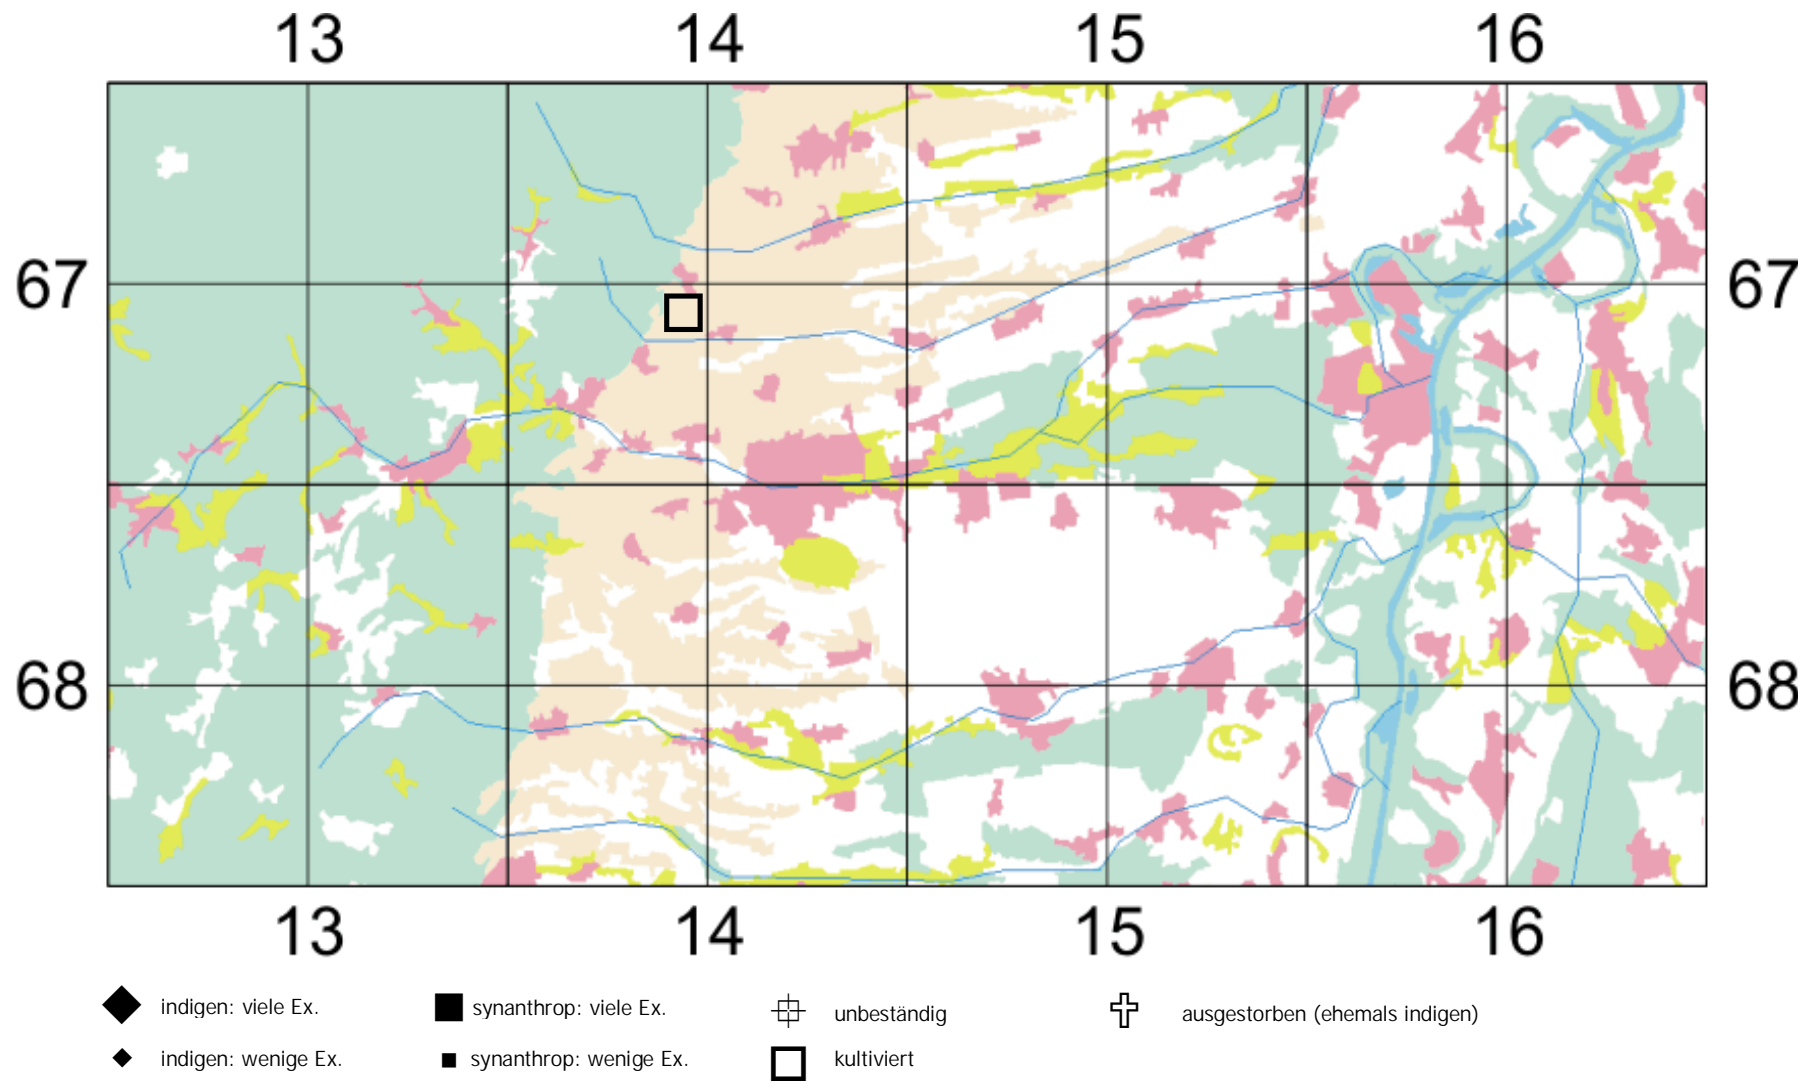 13 14 15 16
67 67
68 68
13 14 15 16
indigen: viele Ex. synanthrop: viele Ex. unbeständig ausgestorben (ehemals indigen)
indigen: wenige Ex. synanthrop: wenige Ex. kultiviert